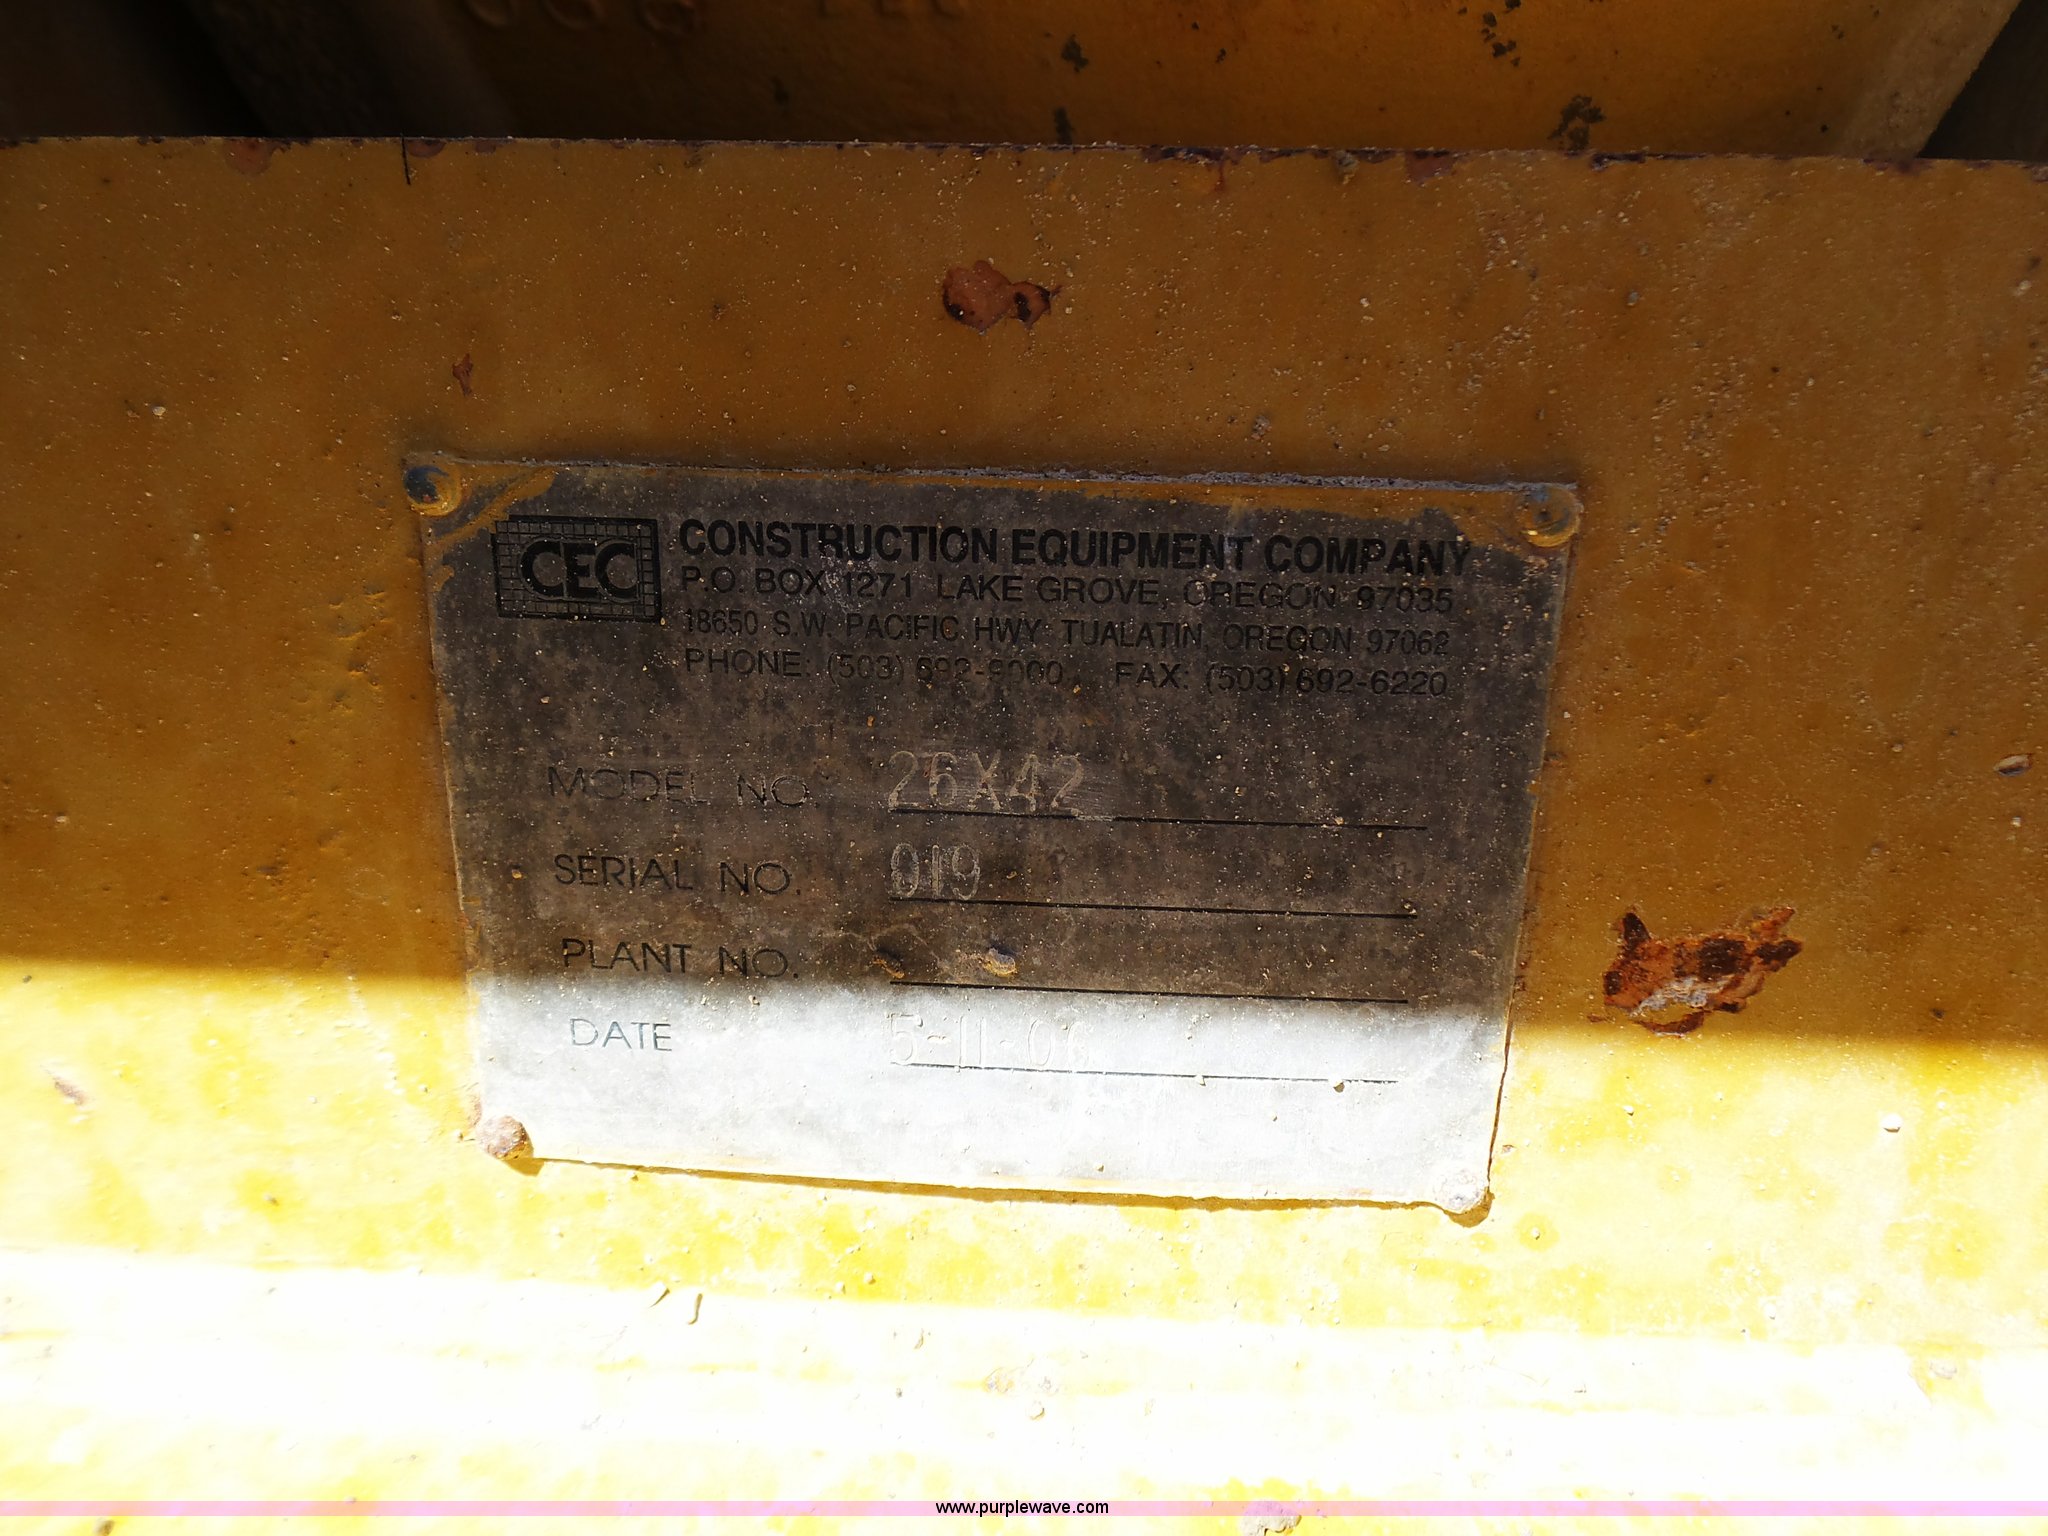 CEC
CONSTRUCTION EQUIPMENT COMPANY
P.O. BOX 1271 LAKE GROVE, OREGON 97035
18650 S.W. PACIFIC HWY TUALATIN, OREGON 97062
PHONE: (503) 692-9000 FAX: (503) 692-6220
MODEL NO. 26X42
SERIAL NO. 019
PLANT NO.
DATE 5-11-06
www.purplewave.com